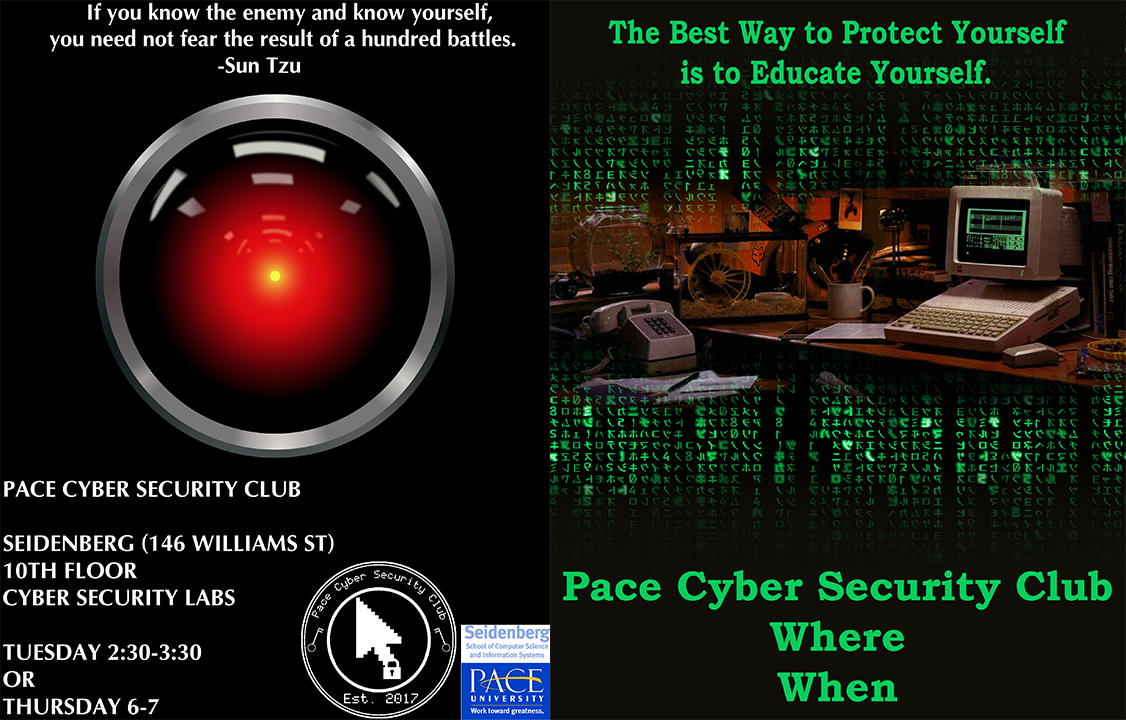 If you know the enemy and know yourself,
you need not fear the result of a hundred battles.
-Sun Tzu
PACE CYBER SECURITY CLUB
SEIDENBERG (146 WILLIAMS ST)
10TH FLOOR
CYBER SECURITY LABS
TUESDAY 2:30-3:30
OR
THURSDAY 6-7
Pace Cyber Security Club
Est. 2017
Seidenberg
School of Computer Science
and Information Systems
PACE
UNIVERSITY
Work toward greatness.
The Best Way to Protect Yourself
is to Educate Yourself.
Pace Cyber Security Club
Where
When